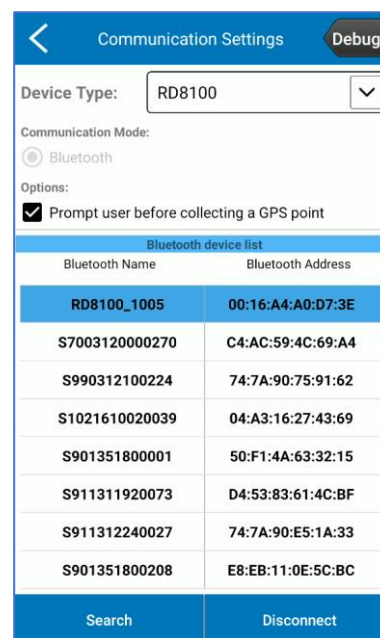 Communication Settings Debug
Device Type: RD8100
Communication Mode:
Bluetooth
Options:
Prompt user before collecting a GPS point
Bluetooth device list
Bluetooth Name Bluetooth Address
RD8100_1005 00:16:A4:A0:D7:3E
S7003120000270 C4:AC:59:4C:69:A4
S990312100224 74:7A:90:75:91:62
S1021610020039 04:A3:16:27:43:69
S901351800001 50:F1:4A:63:32:15
S911311920073 D4:53:83:61:4C:BF
S911312240027 74:7A:90:E5:1A:33
S901351800208 E8:EB:11:0E:5C:BC
Search Disconnect